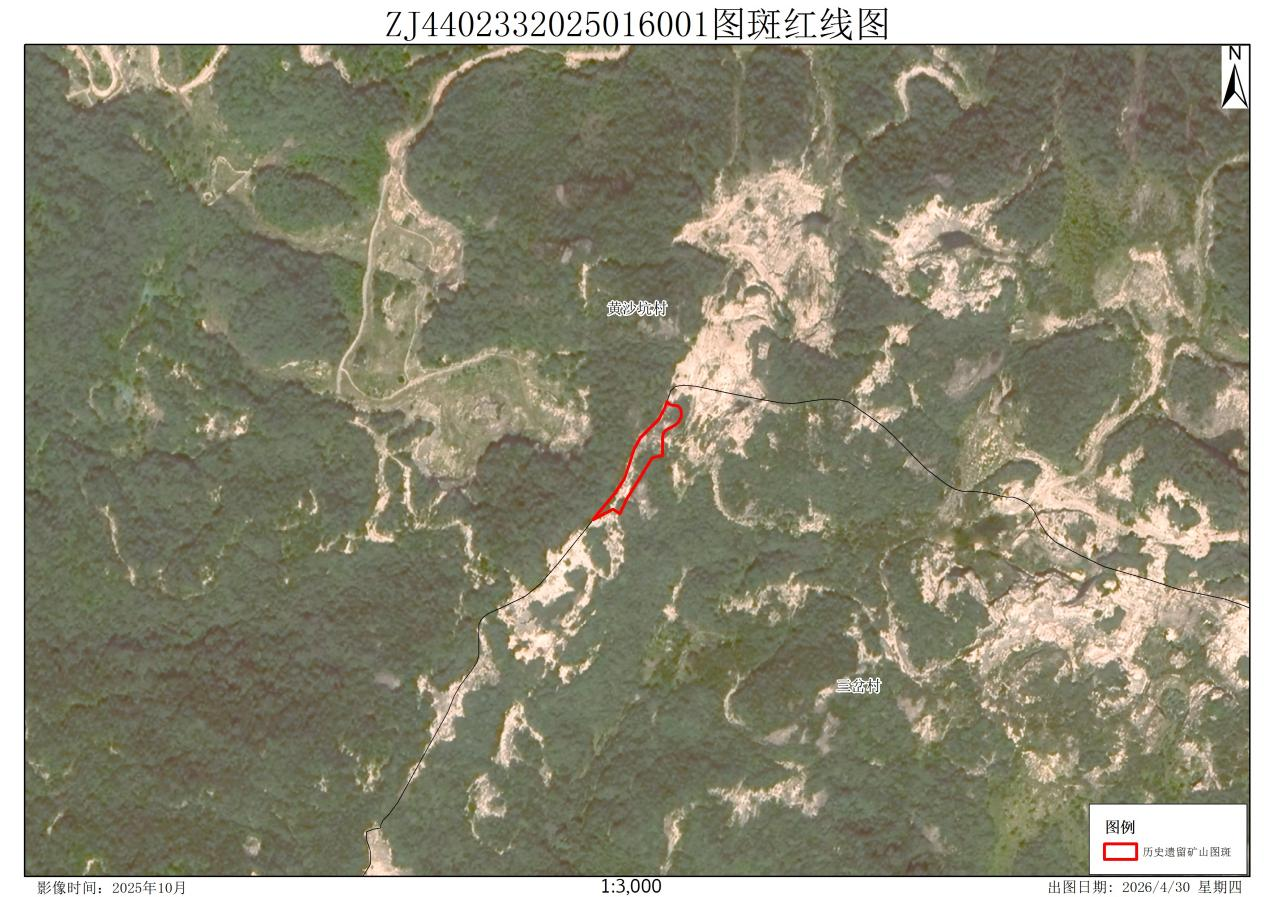 ZJ4402332025016001图斑红线图
N
黄沙坑村
三岔村
图例
历史遗留矿山图斑
影像时间：2025年10月
1:3,000
出图日期: 2026/4/30 星期四